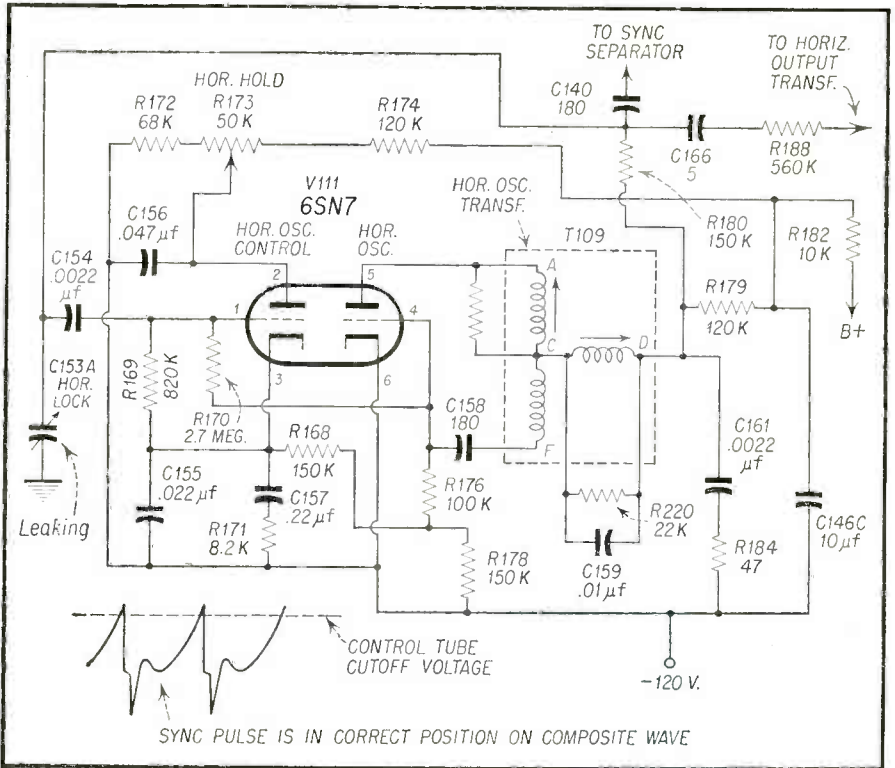 TO SYNC
SEPARATOR
TO HORIZ.
OUTPUT
TRANSF.
C140
180
HOR. HOLD
R172
68 K
R173
50 K
R174
120 K
C166
5
R188
560 K
V111
6SN7
HOR. OSC.
TRANSF.
R180
150 K
R182
10 K
C156
.047 µf
HOR. OSC.
CONTROL
HOR.
OSC.
T109
C154
.0022
µf
2
5
A
R179
120 K
B+
1
4
C
D
C153A
HOR.
LOCK
R169
820 K
3
6
R170
2.7 MEG.
C158
180
F
C161
.0022
µf
R168
150 K
C155
.022 µf
C157
.22 µf
R176
100 K
R220
22 K
C146C
10 µf
Leaking
R171
8.2 K
R178
150 K
C159
.01 µf
R184
47
CONTROL TUBE
CUTOFF VOLTAGE
-120 V.
SYNC PULSE IS IN CORRECT POSITION ON COMPOSITE WAVE